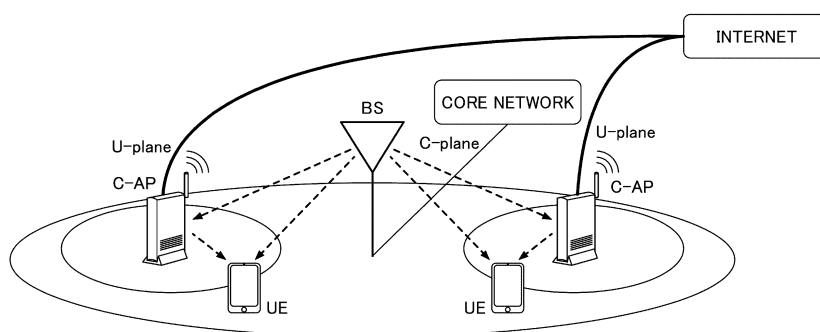 INTERNET
BS
CORE NETWORK
U-plane
C-plane
U-plane
C-AP
C-AP
UE
UE